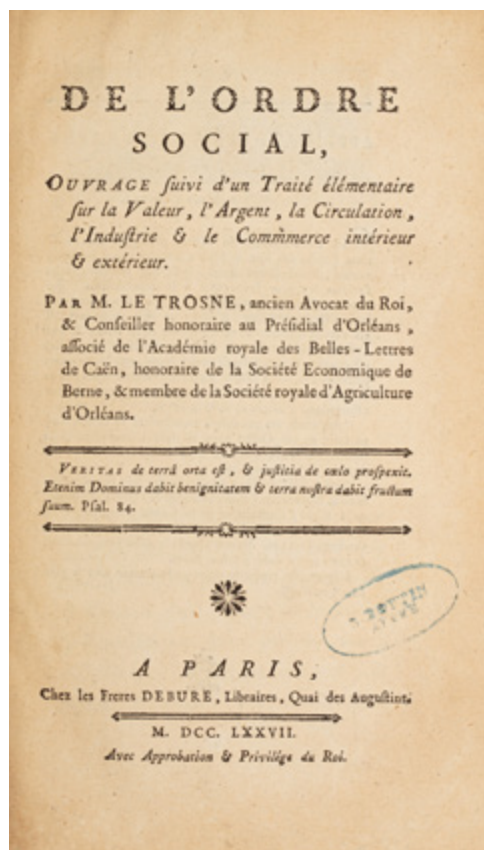 DE L'ORDRE
SOCIAL,
OUVRAGE ſuivi d'un Traité élémentaire
ſur la Valeur, l'Argent, la Circulation,
l'Induſtrie & le Commerce intérieur
& extérieur.
PAR M. LE TROSNE, ancien Avocat du Roi,
& Conſeiller honoraire au Préſidial d'Orléans,
aſſocié de l'Académie royale des Belles-Lettres
de Caën, honoraire de la Société Economique de
Berne, & membre de la Société royale d'Agriculture
d'Orléans.
VERITAS de terrâ orta eſt, & juſtitia de cælo proſpexit.
Etenim Dominus dabit benignitatem & terra noſtra dabit fructum
ſuum. Pſal. 84.
A PARIS,
Chez les Freres DEBURE, Libraires, Quai des Auguſtins.
M. DCC. LXXVII.
Avec Approbation & Privilége du Roi.